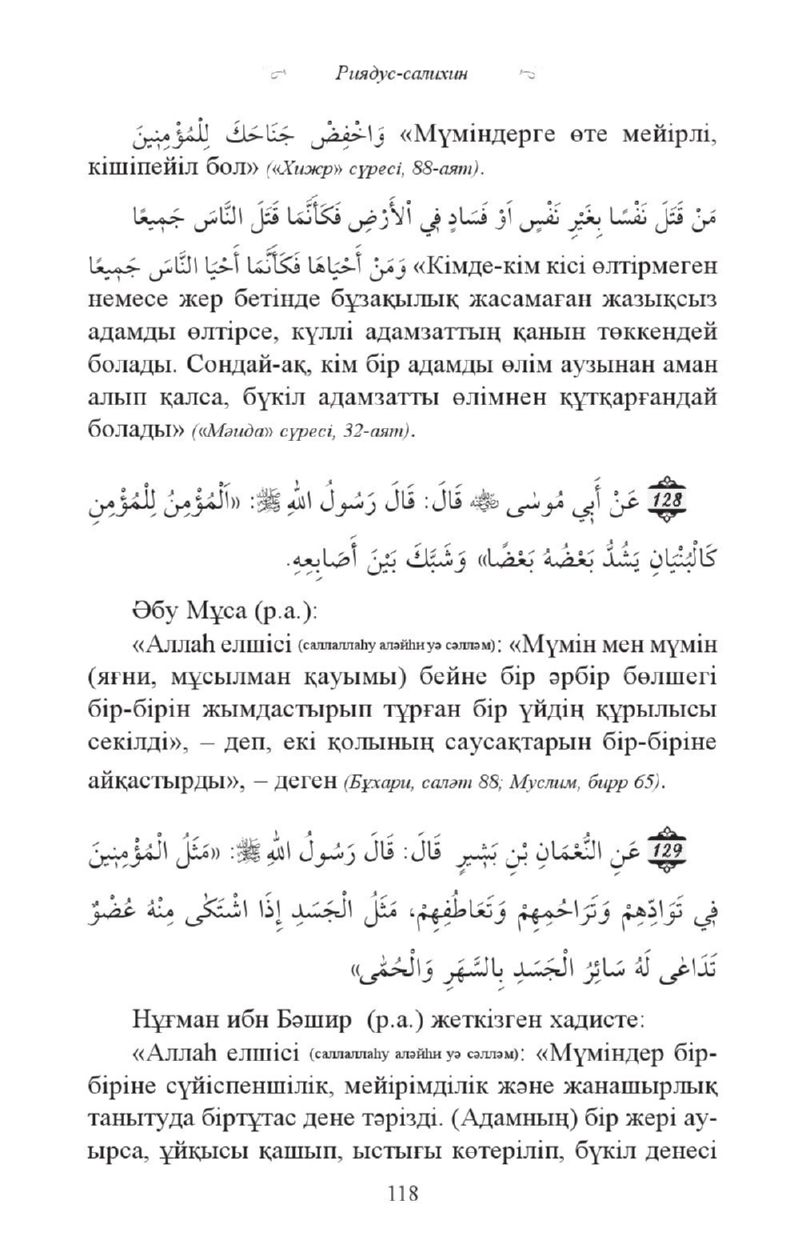 Риядус-салихин
وَاخْفِضْ جَنَاحَكَ لِلْمُؤْمِنِينَ «Мүміндерге өте мейірлі,
кішіпейіл бол» («Хижр» сүресі, 88-аят).
مَنْ قَتَلَ نَفْسًا بِغَيْرِ نَفْسٍ اَوْ فَسَادٍ فِي اْلاَرْضِ فَكَأَنَّمَا قَتَلَ النَّاسَ جَمِيعًا
وَمَنْ أَحْيَاهَا فَكَأَنَّمَا أَحْيَا النَّاسَ جَمِيعًا «Кімде-кім кісі өлтірмеген
немесе жер бетінде бұзақылық жасамаған жазықсыз
адамды өлтірсе, күллі адамзаттың қанын төккендей
болады. Сондай-ақ, кім бір адамды өлім аузынан аман
алып қалса, бүкіл адамзатты өлімнен құтқарғандай
болады» («Мәида» сүресі, 32-аят).
128 عَنْ أَبِي مُوسٰى ﷺ قَالَ: قَالَ رَسُولُ اللهِ ﷺ: «اَلْمُؤْمِنُ لِلْمُؤْمِنِ
كَالْبُنْيَانِ يَشُدُّ بَعْضُهُ بَعْضًا» وَشَبَّكَ بَيْنَ أَصَابِعِهِ.
Әбу Мұса (р.а.):
«Аллаһ елшісі (саллаллаһу аләйһи уә сәлләм): «Мүмін мен мүмін
(яғни, мұсылман қауымы) бейне бір әрбір бөлшегі
бір-бірін жымдастырып тұрған бір үйдің құрылысы
секілді», – деп, екі қолының саусақтарын бір-біріне
айқастырды», – деген (Бұхари, саләт 88; Муслим, бирр 65).
129 عَنِ النُّعْمَانِ بْنِ بَشِيرٍ قَالَ: قَالَ رَسُولُ اللهِ ﷺ: «مَثَلُ الْمُؤْمِنِينَ
فِي تَوَادِّهِمْ وَتَرَاحُمِهِمْ وَتَعَاطُفِهِمْ، مَثَلُ الْجَسَدِ إِذَا اشْتَكٰى مِنْهُ عُضْوٌ
تَدَاعٰى لَهُ سَائِرُ الْجَسَدِ بِالسَّهَرِ وَالْحُمّٰى»
Нұғман ибн Бәшир (р.а.) жеткізген хадисте:
«Аллаһ елшісі (саллаллаһу аләйһи уә сәлләм): «Мүміндер бір-
біріне сүйіспеншілік, мейірімділік және жанашырлық
танытуда біртұтас дене тәрізді. (Адамның) бір жері ау-
ырса, ұйқысы қашып, ыстығы көтеріліп, бүкіл денесі
118